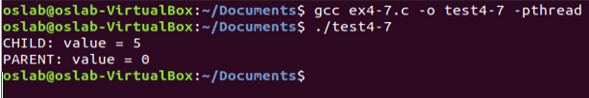 oslab@oslab-VirtualBox:~/Documents$ gcc ex4-7.c -o test4-7 -pthread
oslab@oslab-VirtualBox:~/Documents$ ./test4-7
CHILD: value = 5
PARENT: value = 0
oslab@oslab-VirtualBox:~/Documents$